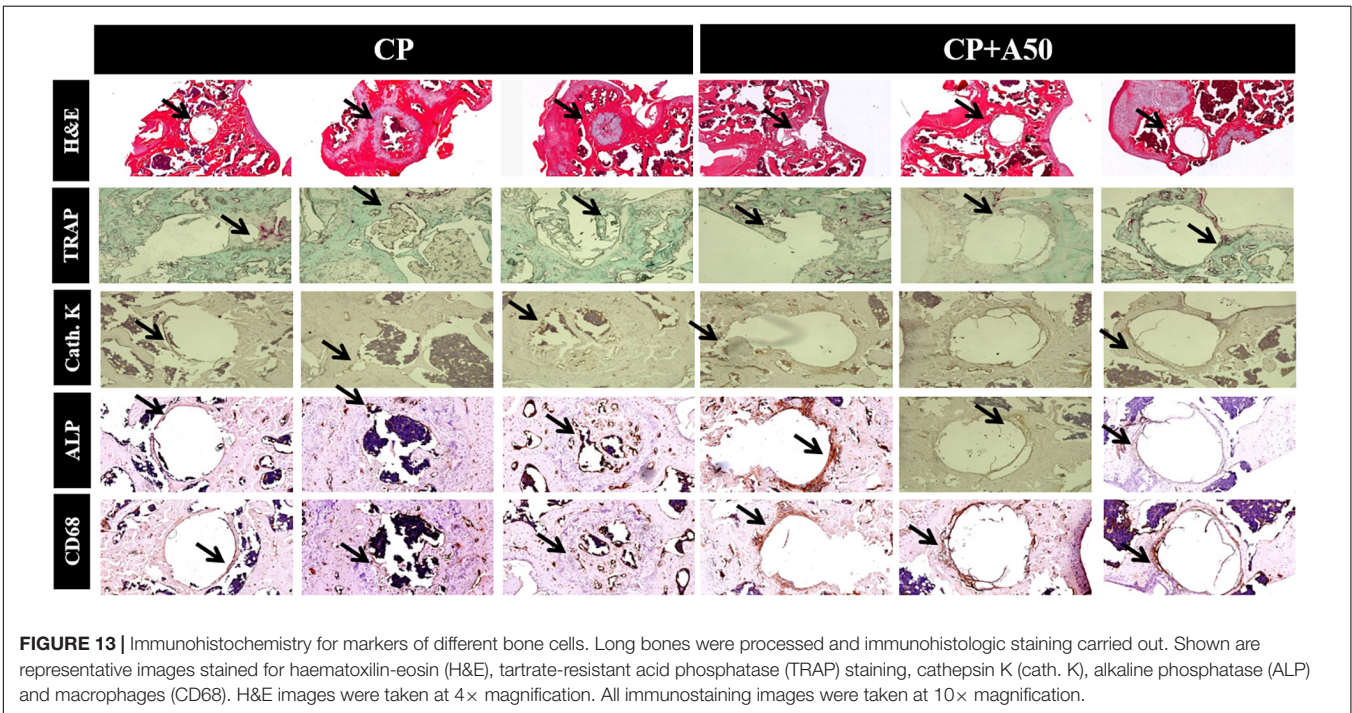 CP
CP+A50
H&E
TRAP
Cath. K
ALP
CD68
FIGURE 13 | Immunohistochemistry for markers of different bone cells. Long bones were processed and immunohistologic staining carried out. Shown are
representative images stained for haematoxilin-eosin (H&E), tartrate-resistant acid phosphatase (TRAP) staining, cathepsin K (cath. K), alkaline phosphatase (ALP)
and macrophages (CD68). H&E images were taken at 4× magnification. All immunostaining images were taken at 10× magnification.